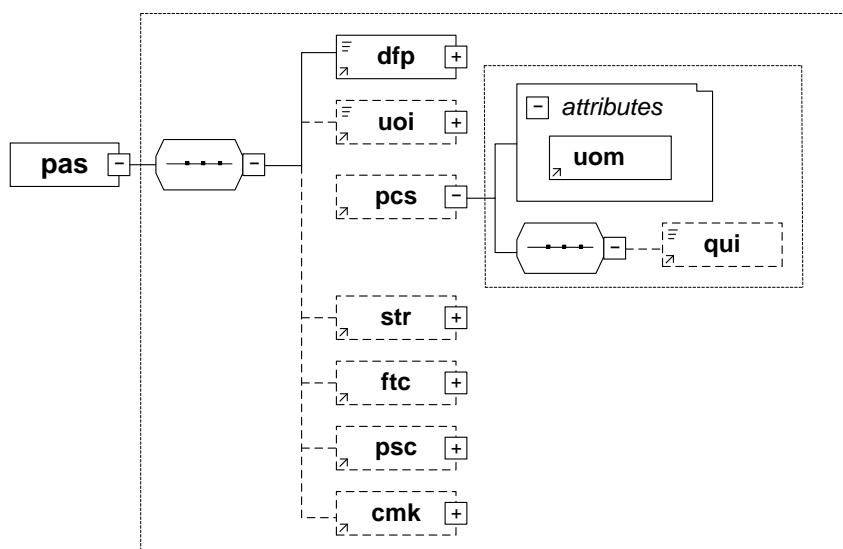 pas
dfp
uoi
pcs
attributes
uom
qui
str
ftc
psc
cmk